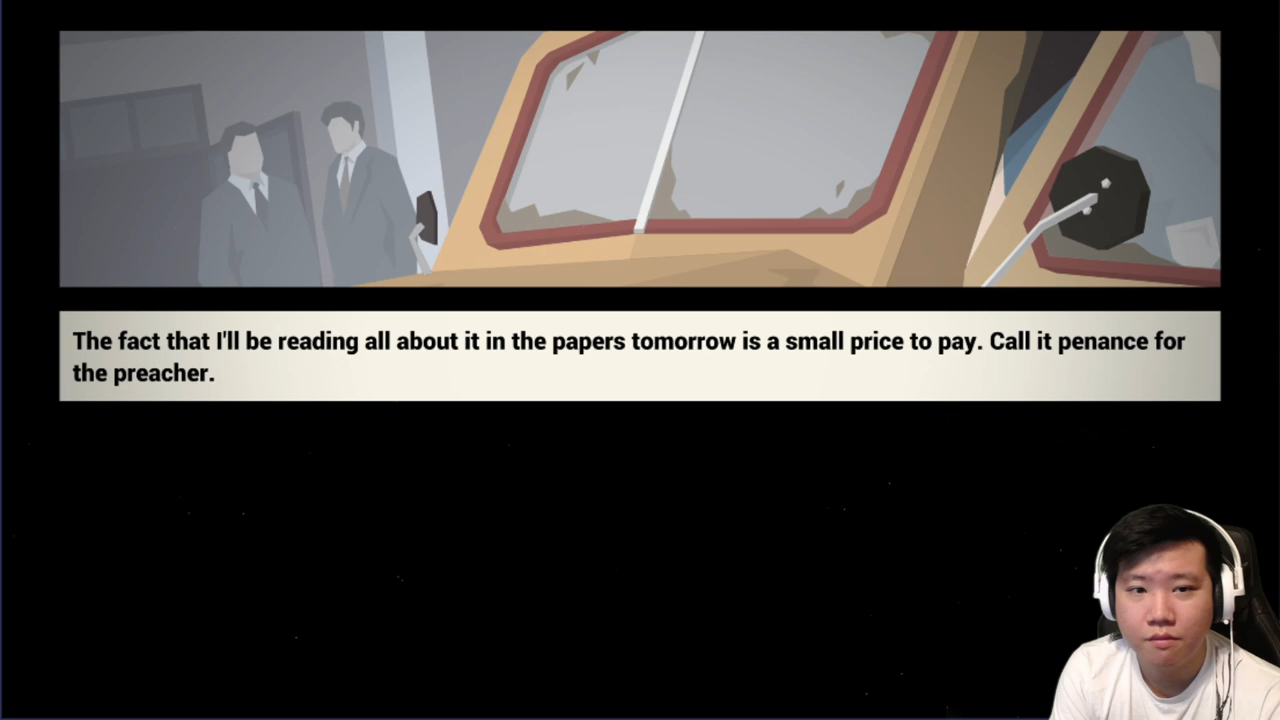 The fact that I'll be reading all about it in the papers tomorrow is a small price to pay. Call it penance for
the preacher.